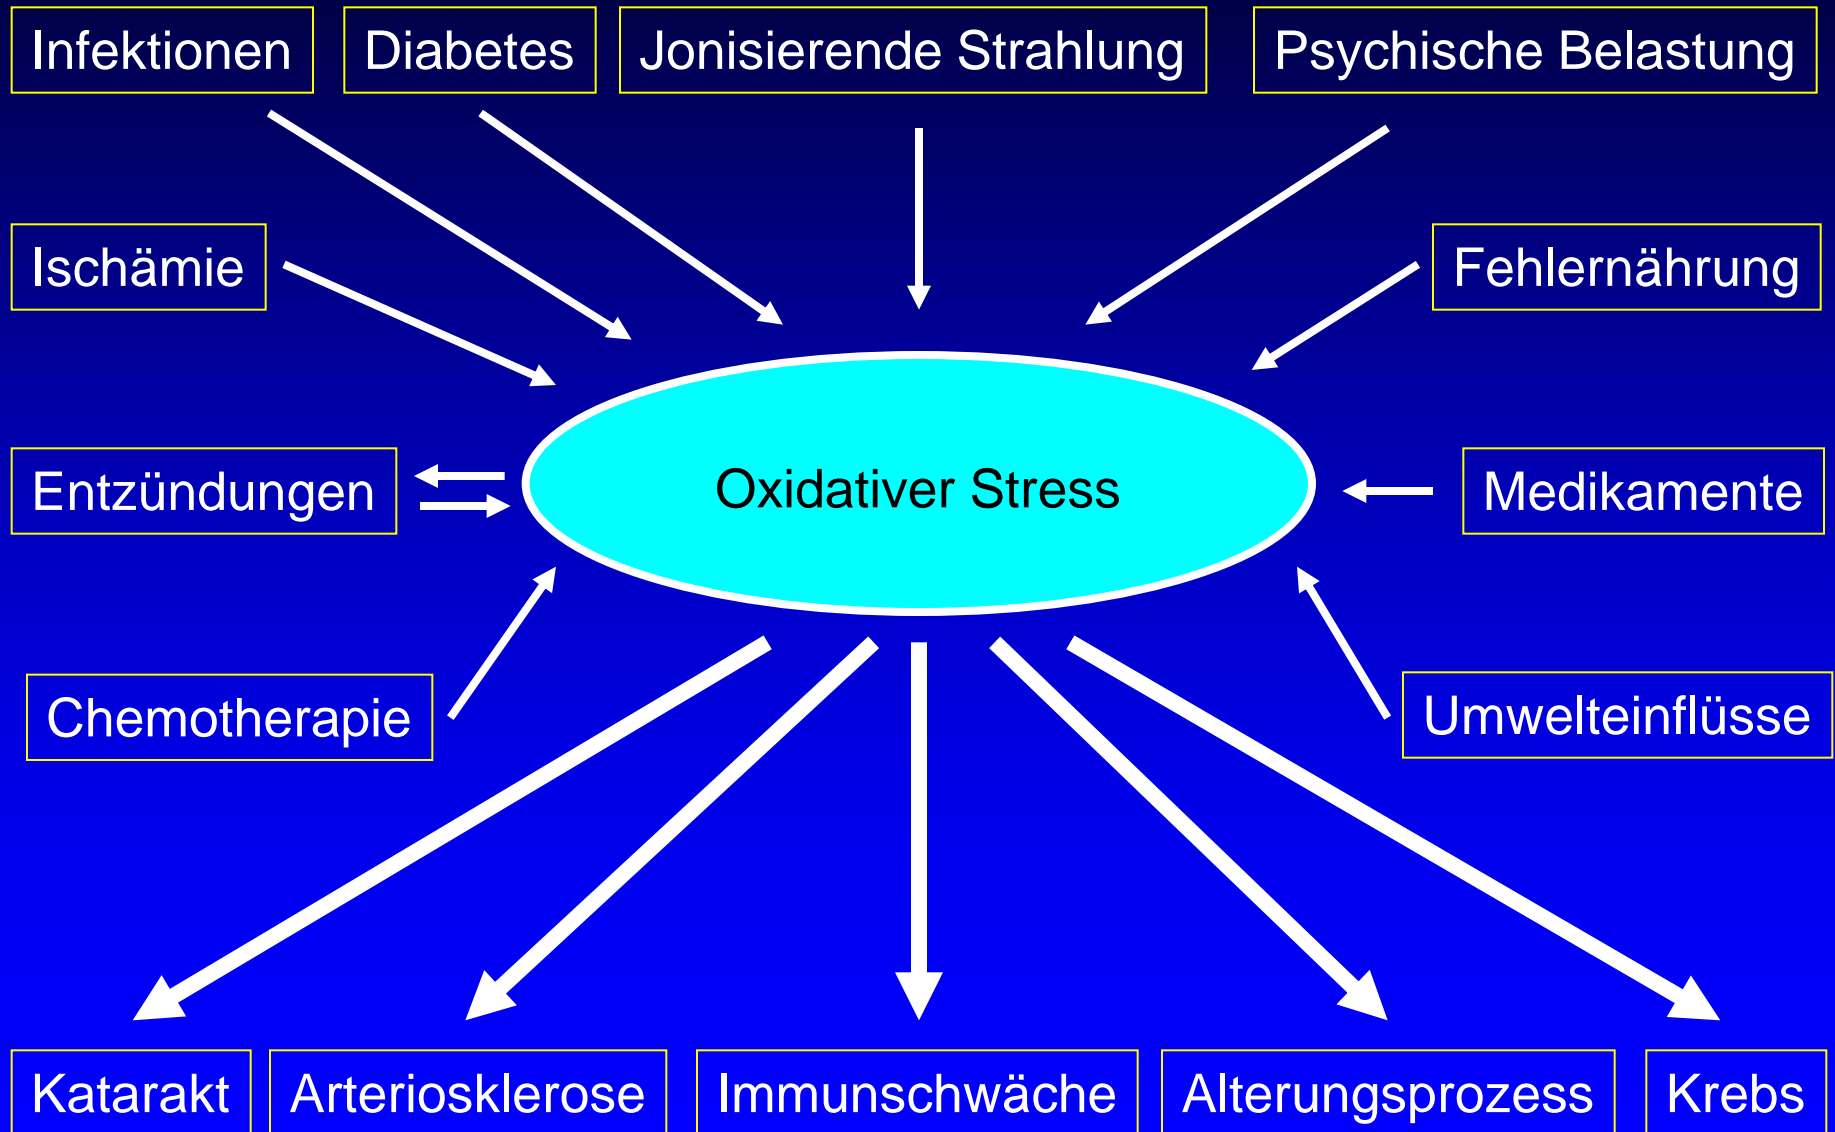 Infektionen
Diabetes
Jonisierende Strahlung
Psychische Belastung
Ischämie
Fehlernährung
Entzündungen
Oxidativer Stress
Medikamente
Chemotherapie
Umwelteinflüsse
Katarakt
Arteriosklerose
Immunschwäche
Alterungsprozess
Krebs